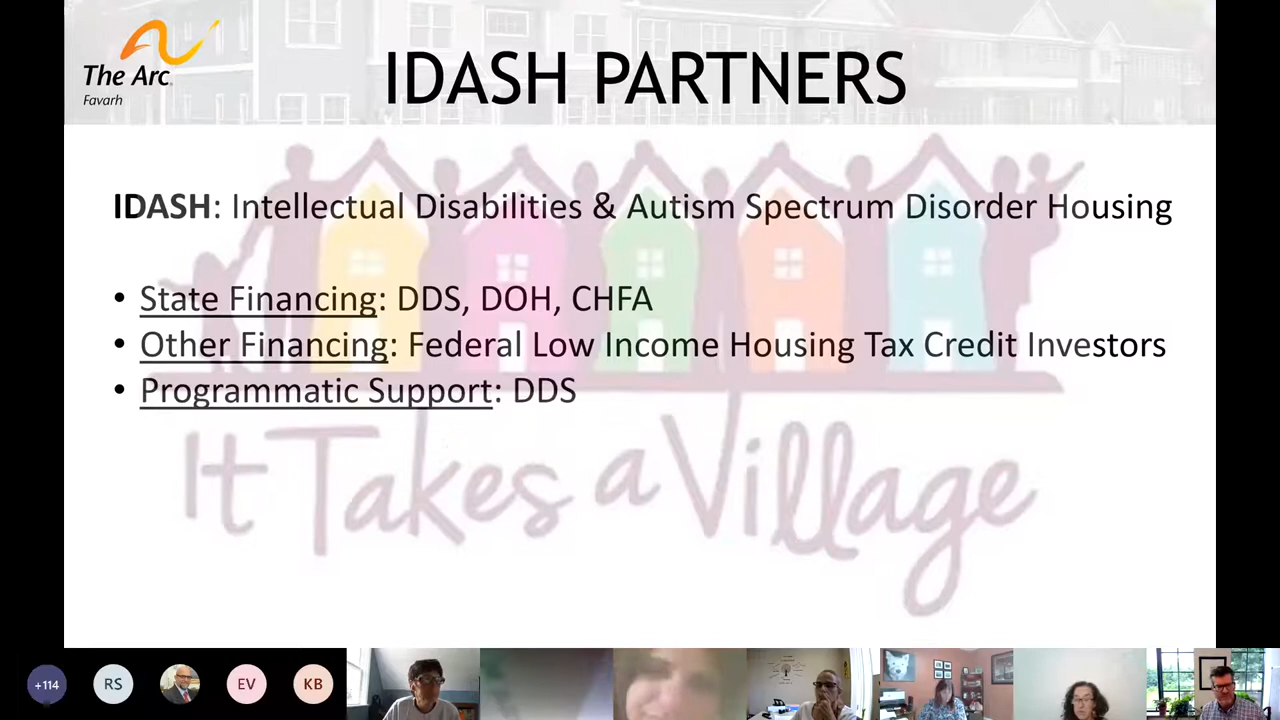 The Arc
Favarh
IDASH PARTNERS
IDASH: Intellectual Disabilities & Autism Spectrum Disorder Housing
• State Financing: DDS, DOH, CHFA
• Other Financing: Federal Low Income Housing Tax Credit Investors
• Programmatic Support: DDS
It Takes a Village
+114
RS
EV
KB